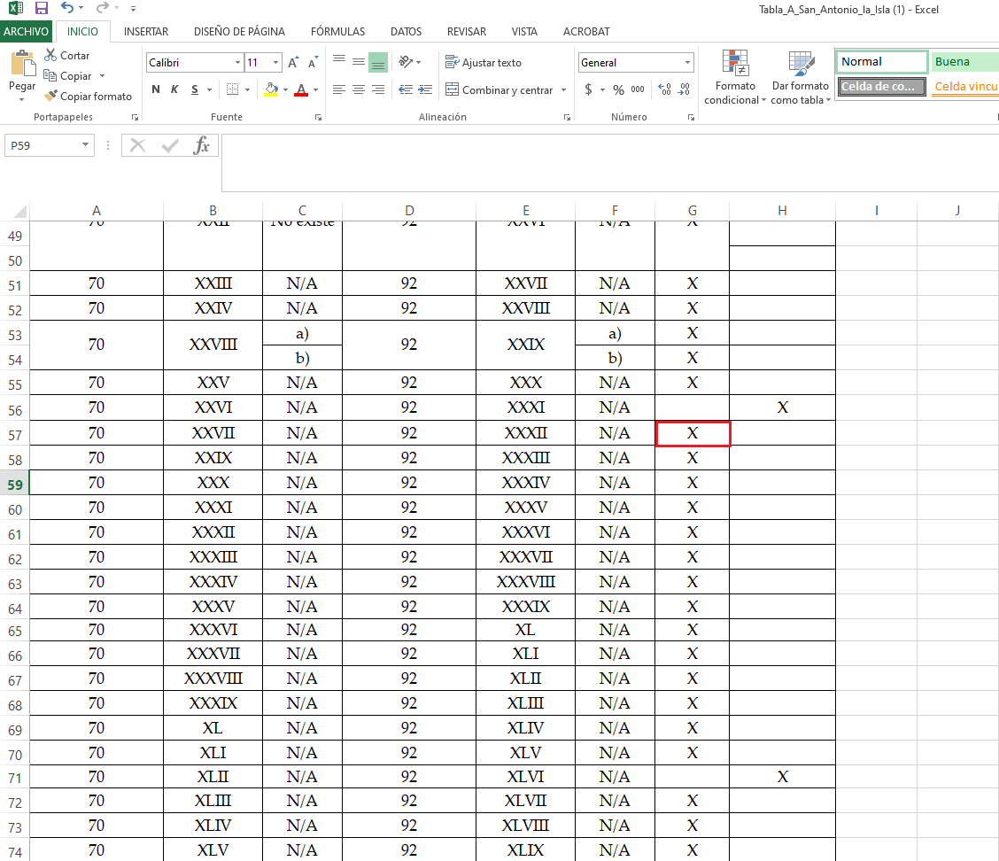 Tabla_A_San_Antonio_la_Isla (1) - Excel
ARCHIVO INICIO INSERTAR DISEÑO DE PÁGINA FÓRMULAS DATOS REVISAR VISTA ACROBAT
Pegar
Cortar
Copiar
Copiar formato
Portapapeles
Calibri 11
N K S
Fuente
Ajustar texto
Combinar y centrar
Alineación
General
$ % 000
Número
Formato condicional
Dar formato como tabla
Normal Buena
Celda de co... Celda vincu
P59
fx
A B C D E F G H I J
49 70 XXII No existe 92 XXVI N/A X
50
51 70 XXIII N/A 92 XXVII N/A X
52 70 XXIV N/A 92 XXVIII N/A X
53 70 XXVIII a) 92 XXIX a) X
54 b) b) X
55 70 XXV N/A 92 XXX N/A X
56 70 XXVI N/A 92 XXXI N/A X
57 70 XXVII N/A 92 XXXII N/A X
58 70 XXIX N/A 92 XXXIII N/A X
59 70 XXX N/A 92 XXXIV N/A X
60 70 XXXI N/A 92 XXXV N/A X
61 70 XXXII N/A 92 XXXVI N/A X
62 70 XXXIII N/A 92 XXXVII N/A X
63 70 XXXIV N/A 92 XXXVIII N/A X
64 70 XXXV N/A 92 XXXIX N/A X
65 70 XXXVI N/A 92 XL N/A X
66 70 XXXVII N/A 92 XLI N/A X
67 70 XXXVIII N/A 92 XLII N/A X
68 70 XXXIX N/A 92 XLIII N/A X
69 70 XL N/A 92 XLIV N/A X
70 70 XLI N/A 92 XLV N/A X
71 70 XLII N/A 92 XLVI N/A X
72 70 XLIII N/A 92 XLVII N/A X
73 70 XLIV N/A 92 XLVIII N/A X
74 70 XLV N/A 92 XLIX N/A X